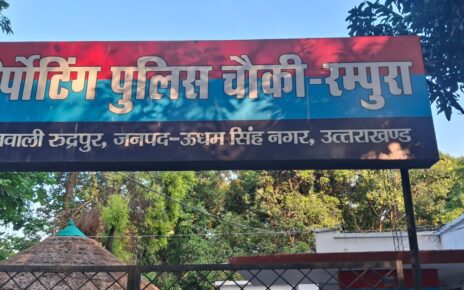 र्पोटिंग पुलिस चौकी-रम्पुरा
वाली रुद्रपुर, जनपद-ऊधम सिंह नगर, उत्तराखण्ड